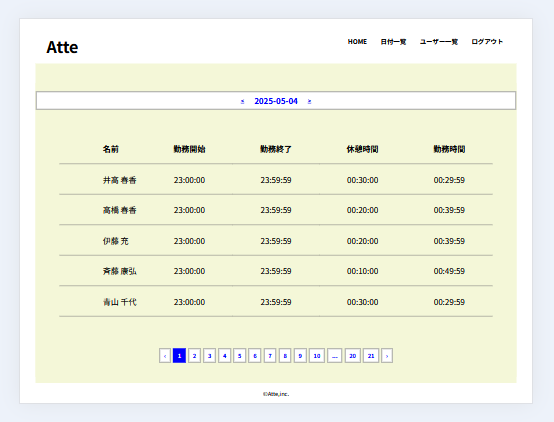 Atte
HOME 日付一覧 ユーザー一覧 ログアウト
≤ 2025-05-04 ≥
名前 勤務開始 勤務終了 休憩時間 勤務時間
井高 春香 23:00:00 23:59:59 00:30:00 00:29:59
高橋 春香 23:00:00 23:59:59 00:20:00 00:39:59
伊藤 充 23:00:00 23:59:59 00:20:00 00:39:59
斉藤 康弘 23:00:00 23:59:59 00:10:00 00:49:59
青山 千代 23:00:00 23:59:59 00:30:00 00:29:59
‹ 1 2 3 4 5 6 7 8 9 10 ... 20 21 ›
©Atte,inc.